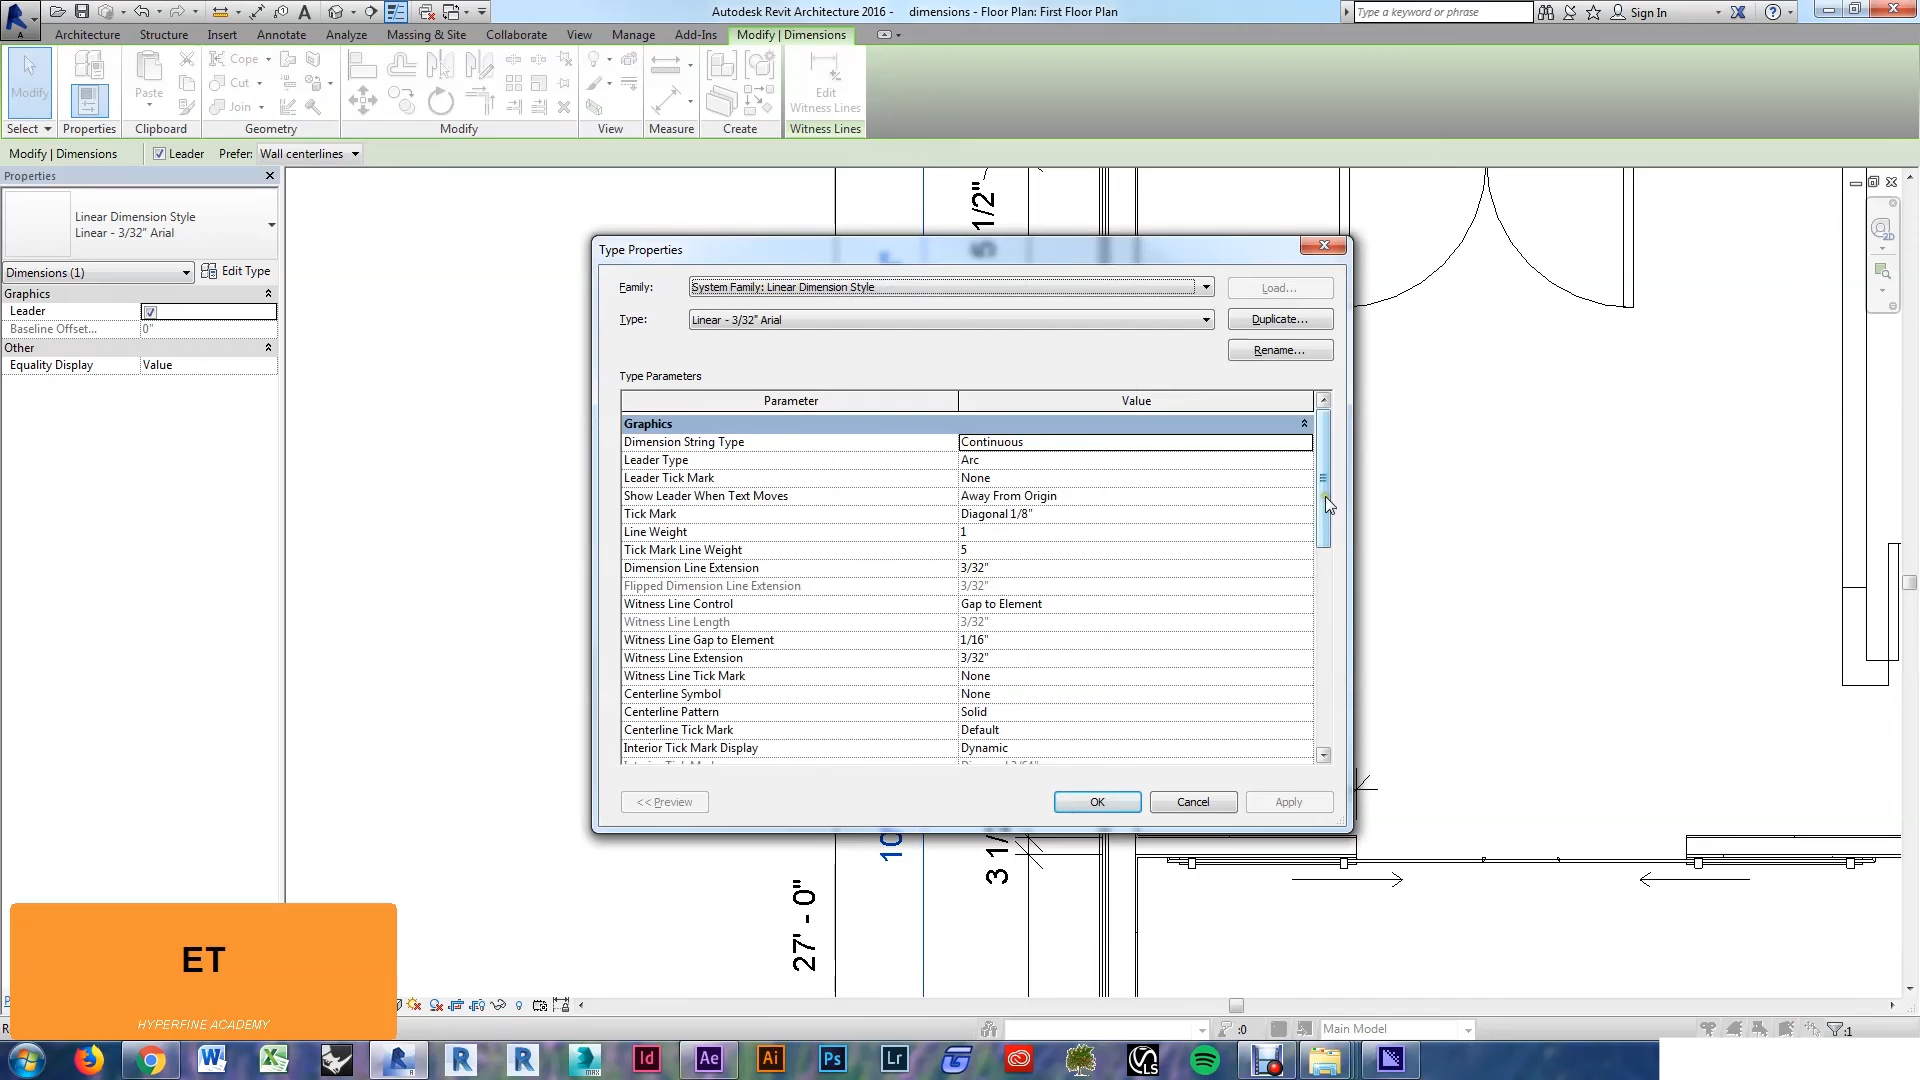 Autodesk Revit Architecture 2016 - dimensions - Floor Plan: First Floor Plan
Type a keyword or phrase
Sign In
Architecture Structure Insert Annotate Analyze Massing & Site Collaborate View Manage Add-Ins Modify | Dimensions
Modify
Paste
Cope
Cut
Join
Edit
Witness Lines
Select Properties Clipboard Geometry Modify View Measure Create Witness Lines
Modify | Dimensions Leader Prefer: Wall centerlines
Properties
Linear Dimension Style
Linear - 3/32" Arial
Dimensions (1) Edit Type
Graphics
Leader
Baseline Offset... 0"
Other
Equality Display Value
Type Properties
Family: System Family: Linear Dimension Style Load...
Type: Linear - 3/32" Arial Duplicate...
Rename...
Type Parameters
Parameter Value
Graphics
Dimension String Type Continuous
Leader Type Arc
Leader Tick Mark None
Show Leader When Text Moves Away From Origin
Tick Mark Diagonal 1/8"
Line Weight 1
Tick Mark Line Weight 5
Dimension Line Extension 3/32"
Flipped Dimension Line Extension 3/32"
Witness Line Control Gap to Element
Witness Line Length 3/32"
Witness Line Gap to Element 1/16"
Witness Line Extension 3/32"
Witness Line Tick Mark None
Centerline Symbol None
Centerline Pattern Solid
Centerline Tick Mark Default
Interior Tick Mark Display Dynamic
<< Preview OK Cancel Apply
1/2"
10
3 1/
27' - 0"
ET
HYPERFINE ACADEMY
:0 Main Model :1